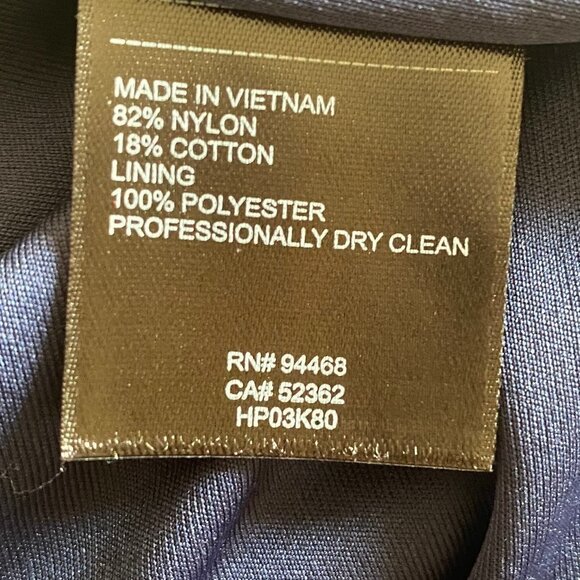 MADE IN VIETNAM
82% NYLON
18% COTTON
LINING
100% POLYESTER
PROFESSIONALLY DRY CLEAN
RN# 94468
CA# 52362
HP03K80